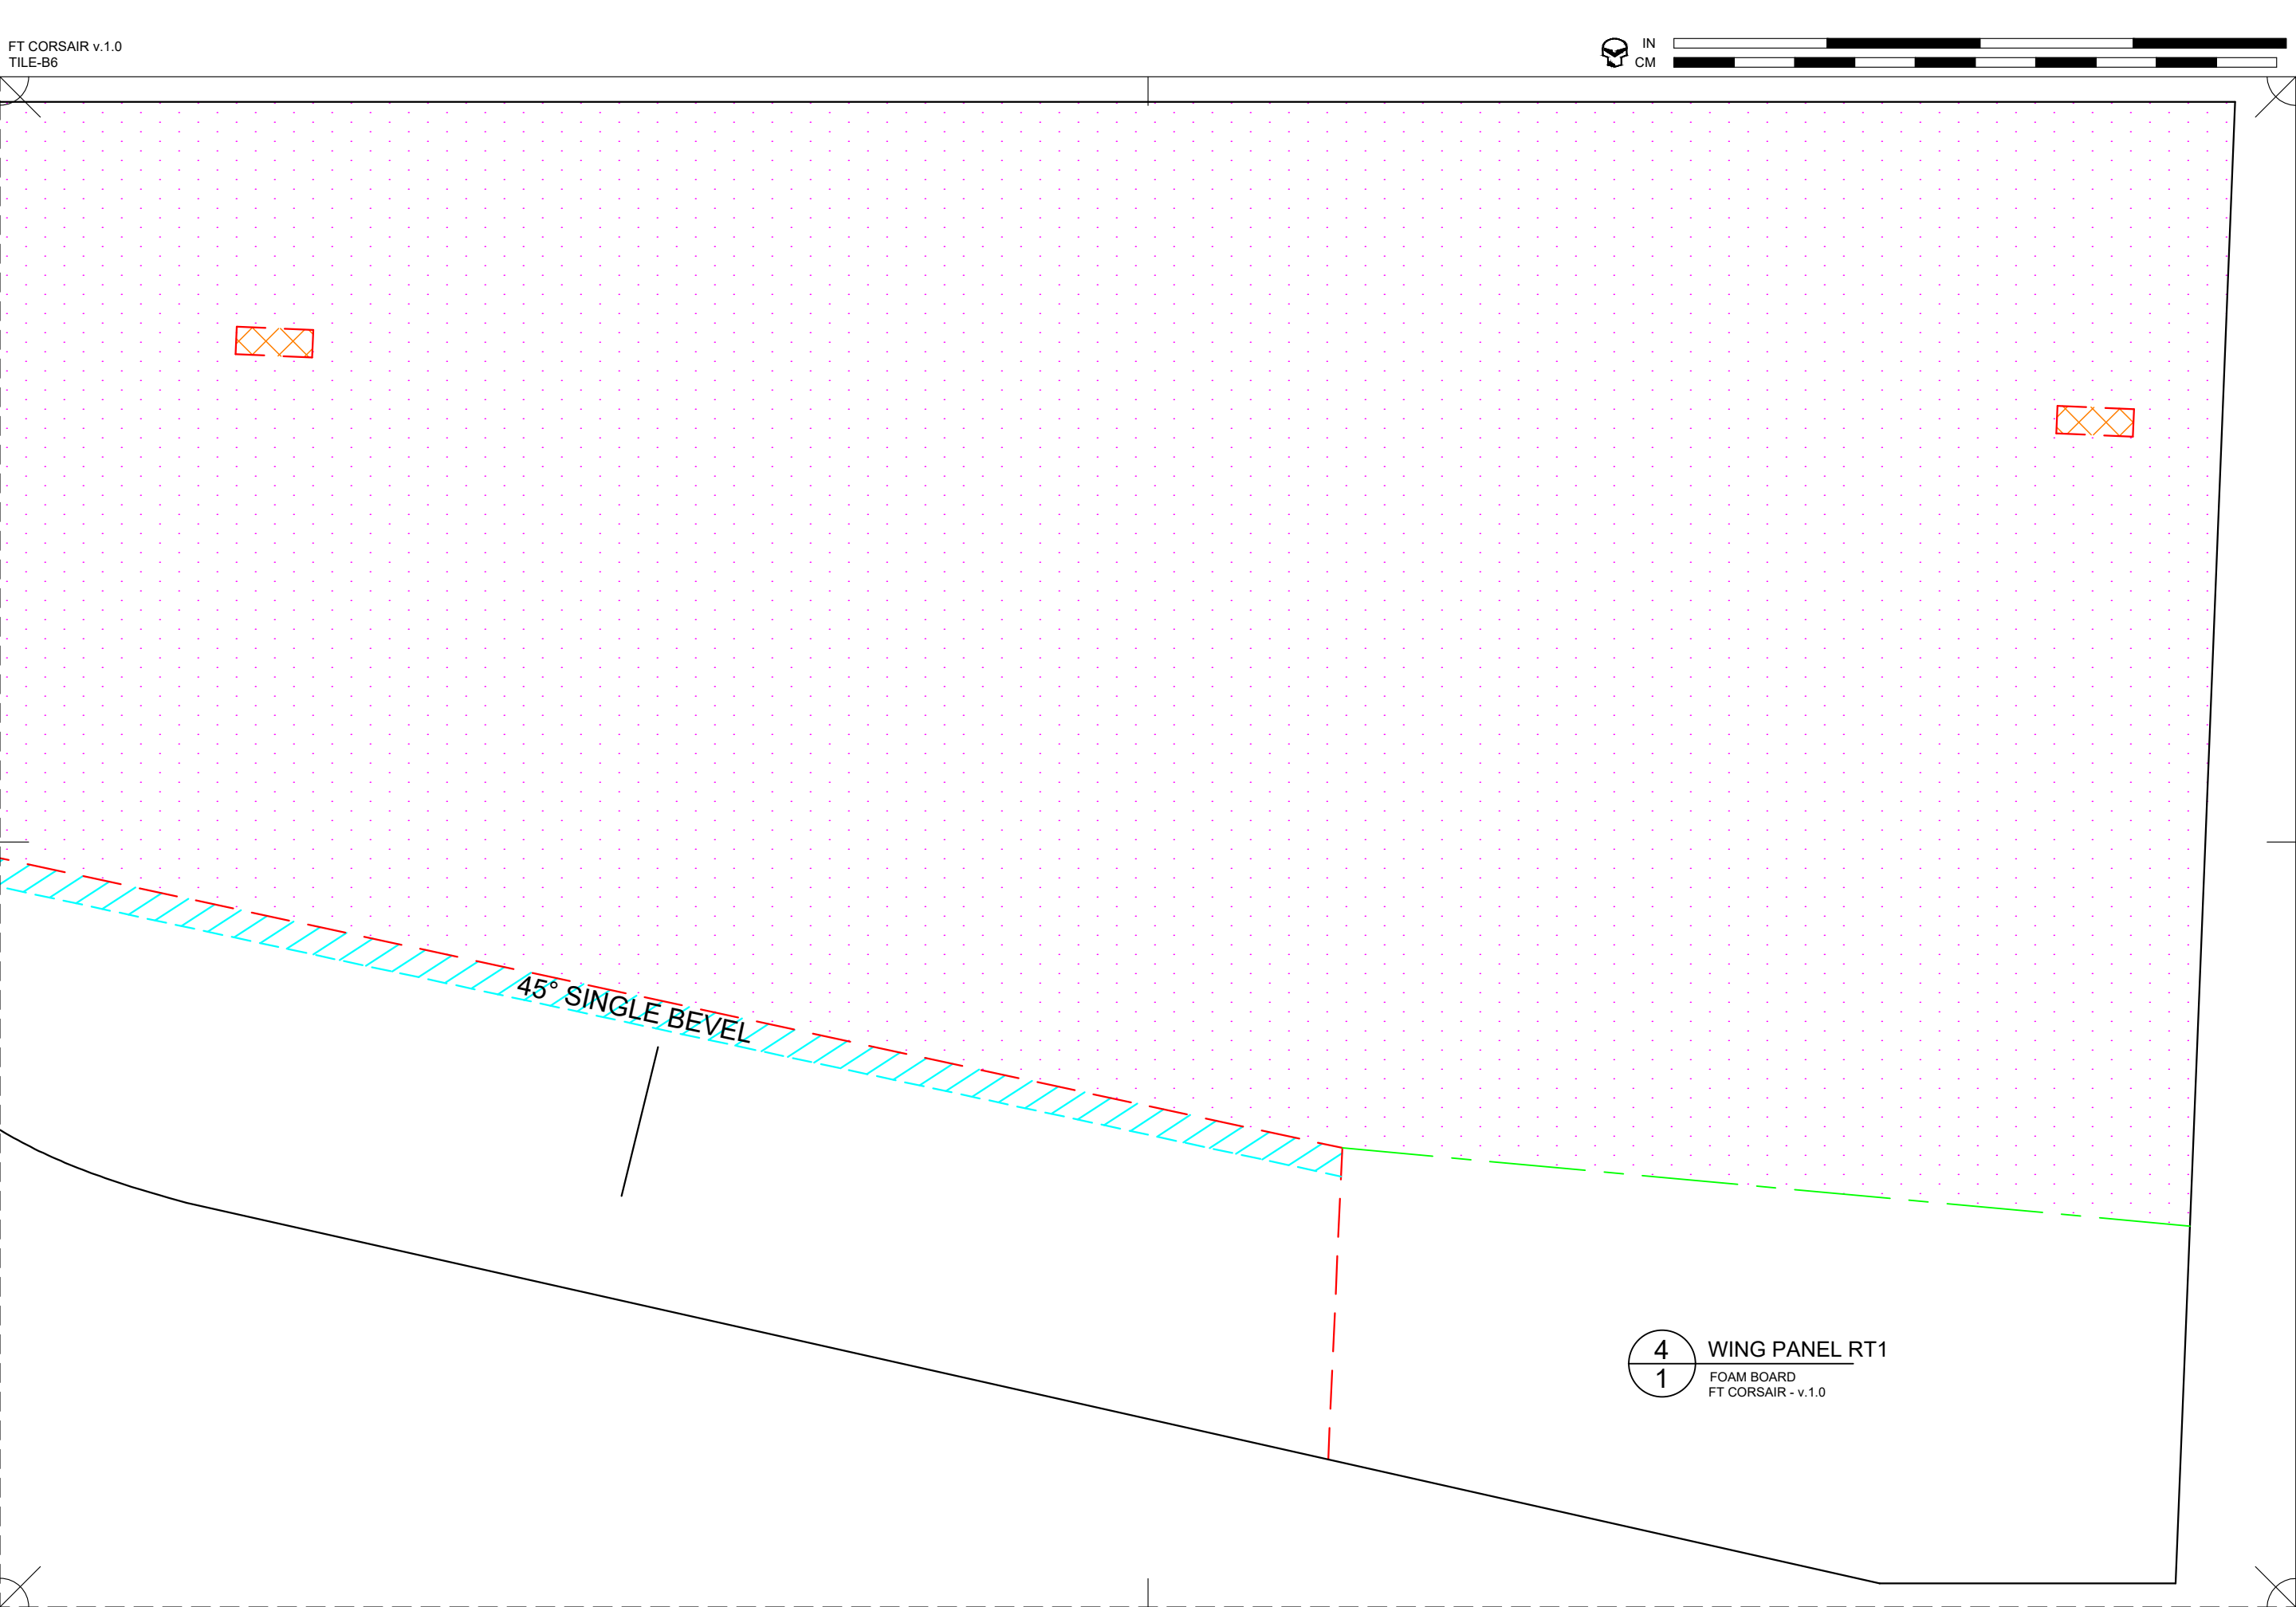 FT CORSAIR v.1.0
TILE-B6
IN
CM
45° SINGLE BEVEL
4
1
WING PANEL RT1
FOAM BOARD
FT CORSAIR - v.1.0